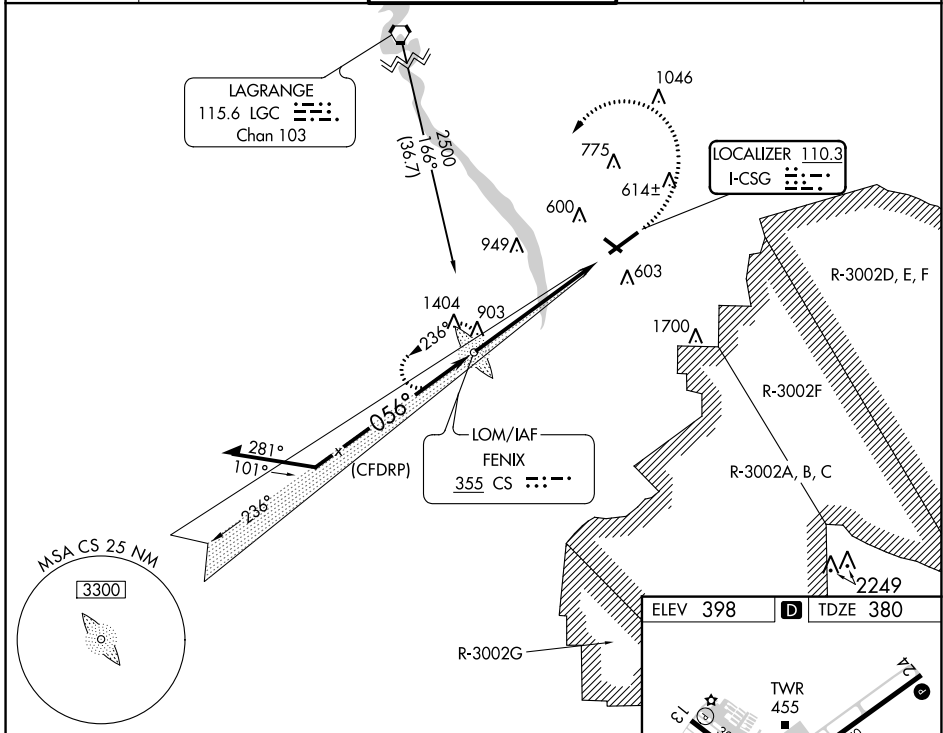 LAGRANGE
115.6 LGC
Chan 103
2500
166°
(36.7)
1046
775
614±
600
949
603
LOCALIZER 110.3
I-CSG
R-3002D, E, F
1404
903
236°
1700
R-3002F
056°
LOM/IAF
FENIX
355 CS
281°
101°
(CFDRP)
R-3002A, B, C
236°
MSA CS 25 NM
3300
2249
R-3002G
ELEV 398
D
TDZE 380
TWR
455
24
13
P
P